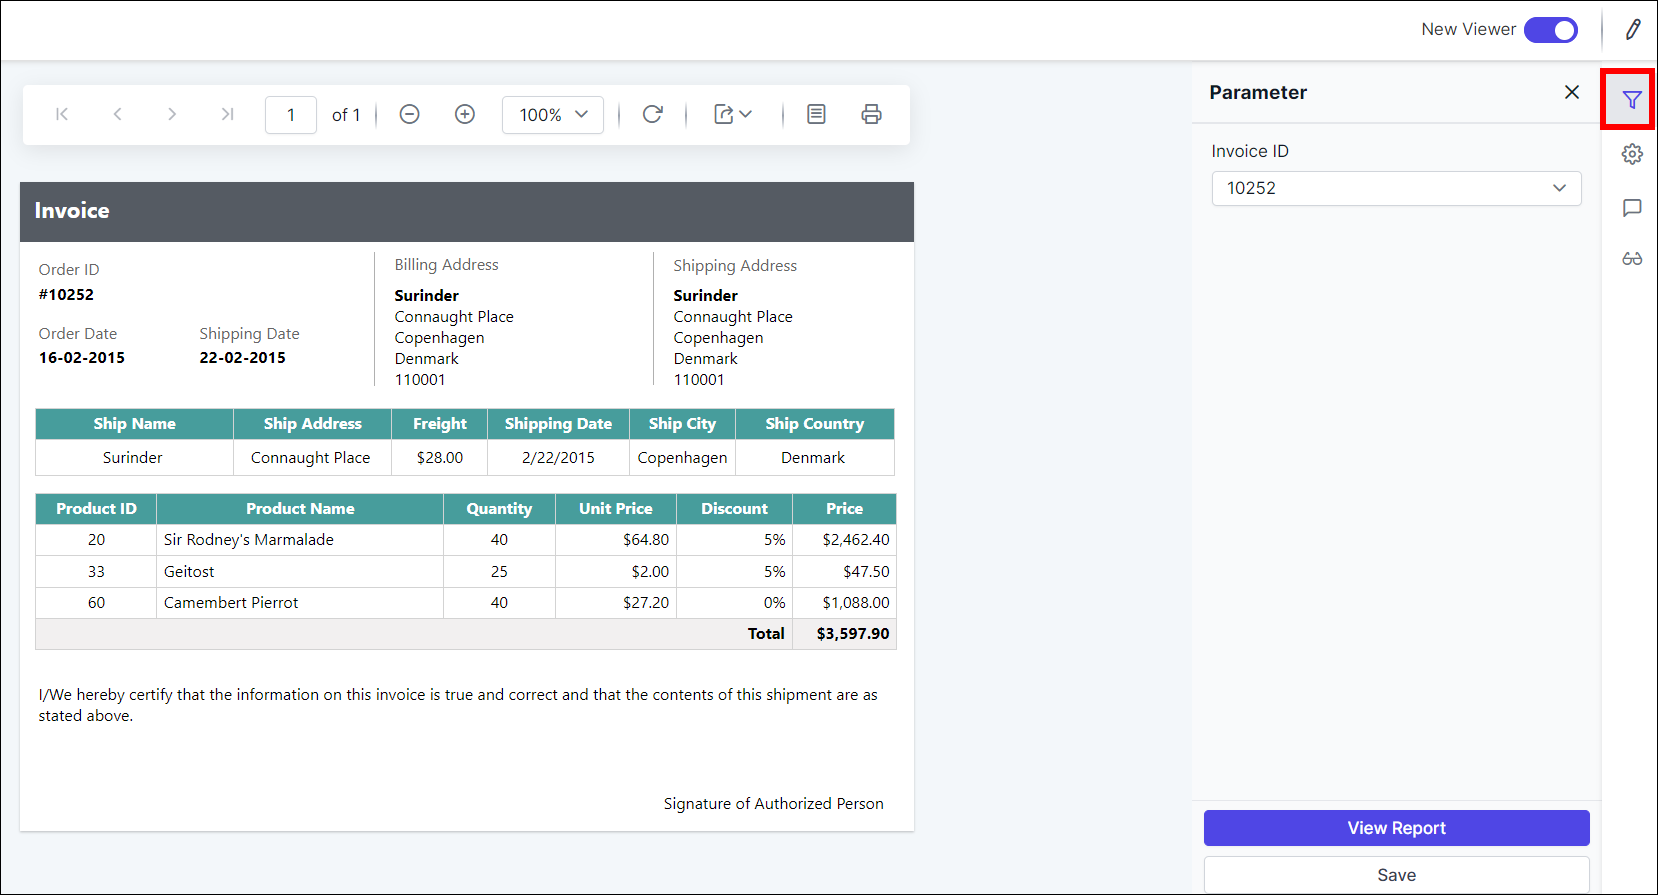 New Viewer
1 of 1 100%
Parameter
Invoice ID
10252
Invoice
Order ID
#10252
Order Date Shipping Date
16-02-2015 22-02-2015
Billing Address
Surinder
Connaught Place
Copenhagen
Denmark
110001
Shipping Address
Surinder
Connaught Place
Copenhagen
Denmark
110001
Ship Name Ship Address Freight Shipping Date Ship City Ship Country
Surinder Connaught Place $28.00 2/22/2015 Copenhagen Denmark
Product ID Product Name Quantity Unit Price Discount Price
20 Sir Rodney's Marmalade 40 $64.80 5% $2,462.40
33 Geitost 25 $2.00 5% $47.50
60 Camembert Pierrot 40 $27.20 0% $1,088.00
Total $3,597.90
I/We hereby certify that the information on this invoice is true and correct and that the contents of this shipment are as
stated above.
Signature of Authorized Person
View Report
Save